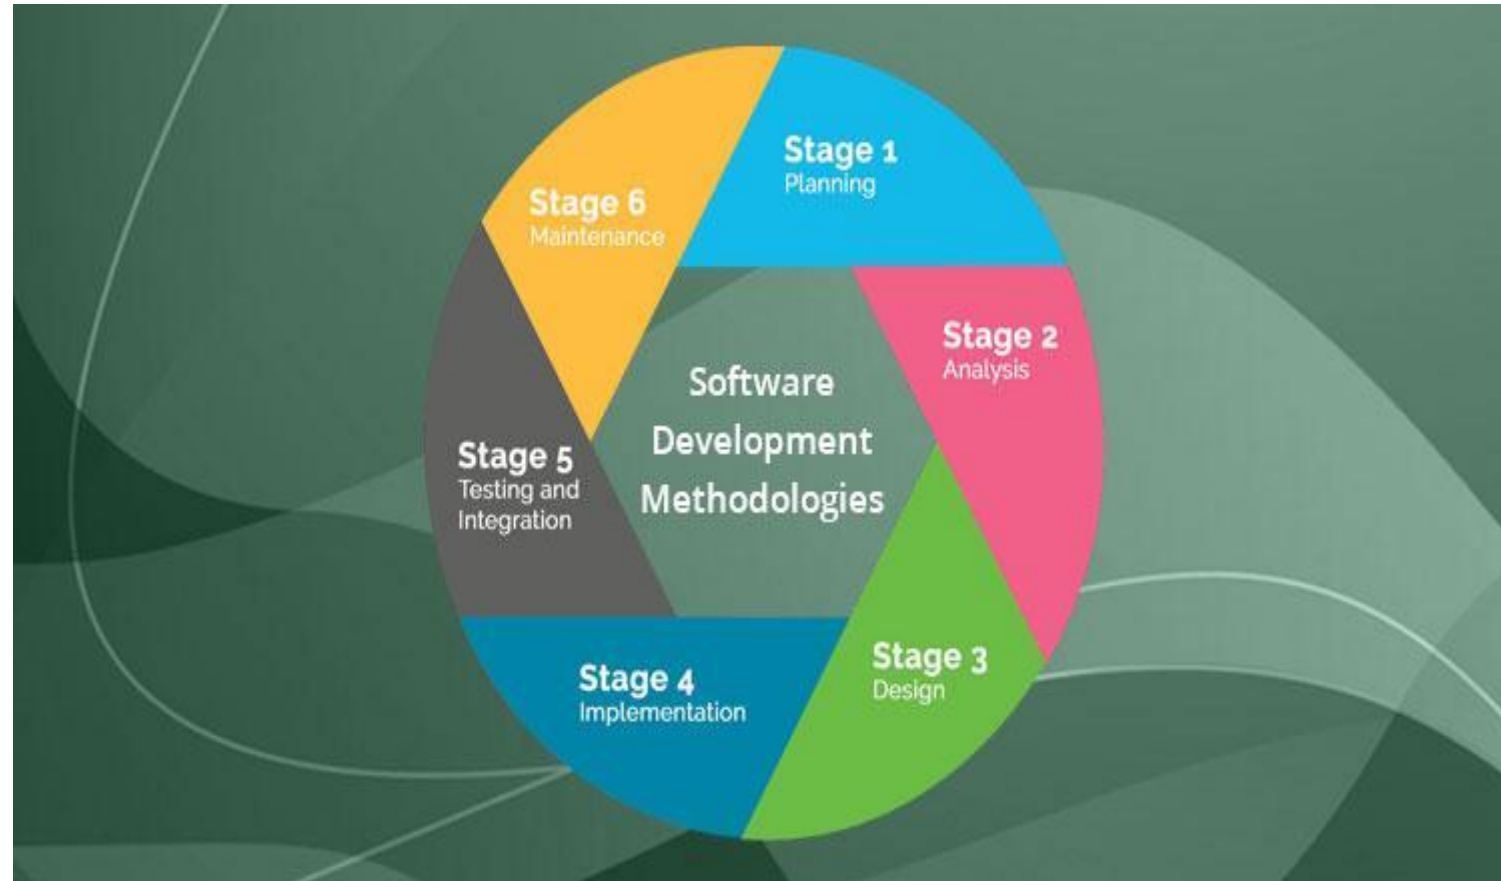 Stage 1
Planning
Stage 2
Analysis
Stage 3
Design
Stage 4
Implementation
Stage 5
Testing and
Integration
Stage 6
Maintenance
Software
Development
Methodologies